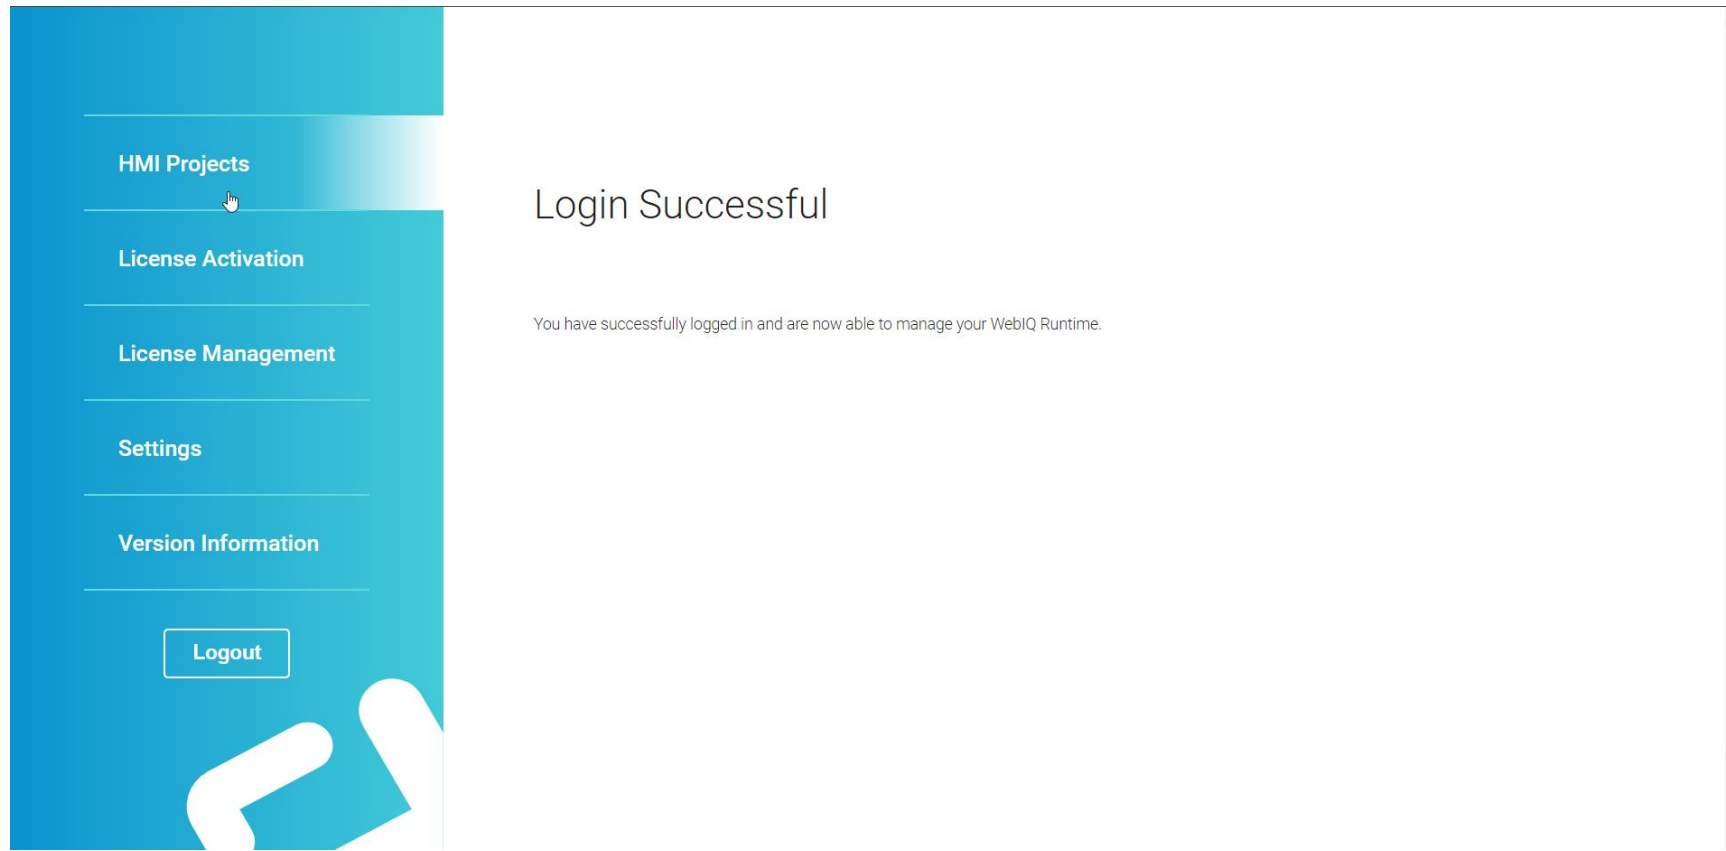 HMI Projects
License Activation
License Management
Settings
Version Information
Logout
Login Successful
You have successfully logged in and are now able to manage your WebIQ Runtime.